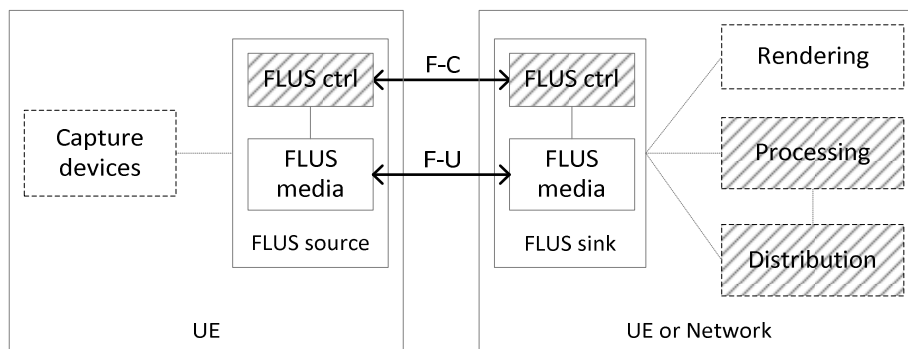 Capture
devices
FLUS ctrl
FLUS
media
FLUS source
UE
F-C
F-U
FLUS ctrl
FLUS
media
FLUS sink
Rendering
Processing
Distribution
UE or Network